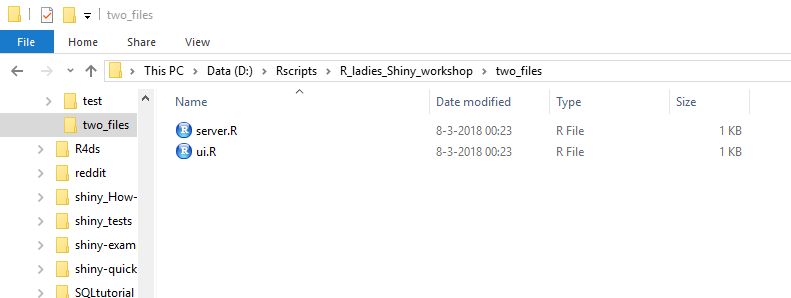 two_files
File Home Share View
This PC Data (D:) Rscripts R_ladies_Shiny_workshop two_files
Name Date modified Type Size
test
two_files
R4ds
reddit
shiny_How-
shiny_tests
shiny-exam
shiny-quick
SQLtutorial
server.R 8-3-2018 00:23 R File 1 KB
ui.R 8-3-2018 00:23 R File 1 KB